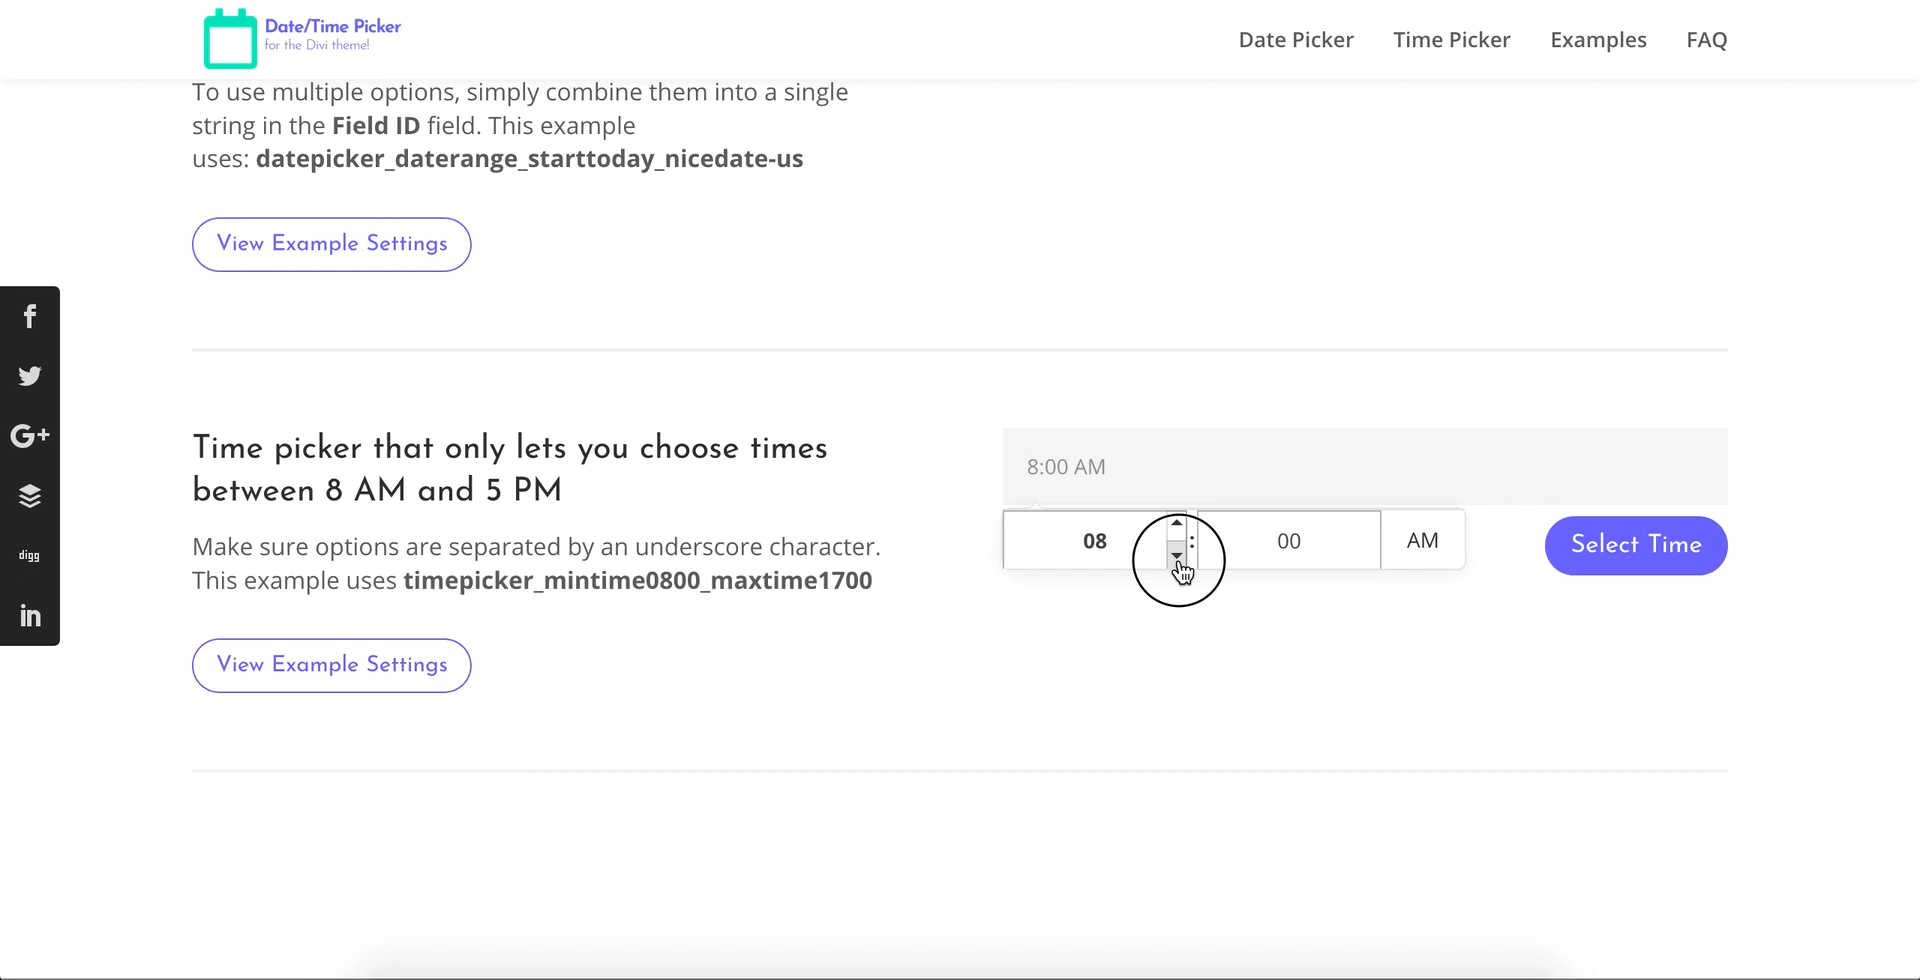 Date/Time Picker
for the Divi theme!
Date Picker
Time Picker
Examples
FAQ
To use multiple options, simply combine them into a single
string in the Field ID field. This example
uses: datepicker_daterange_starttoday_nicedate-us
View Example Settings
f
G+
digg
in
Time picker that only lets you choose times
between 8 AM and 5 PM
Make sure options are separated by an underscore character.
This example uses timepicker_mintime0800_maxtime1700
View Example Settings
8:00 AM
08 : 00 AM
Select Time